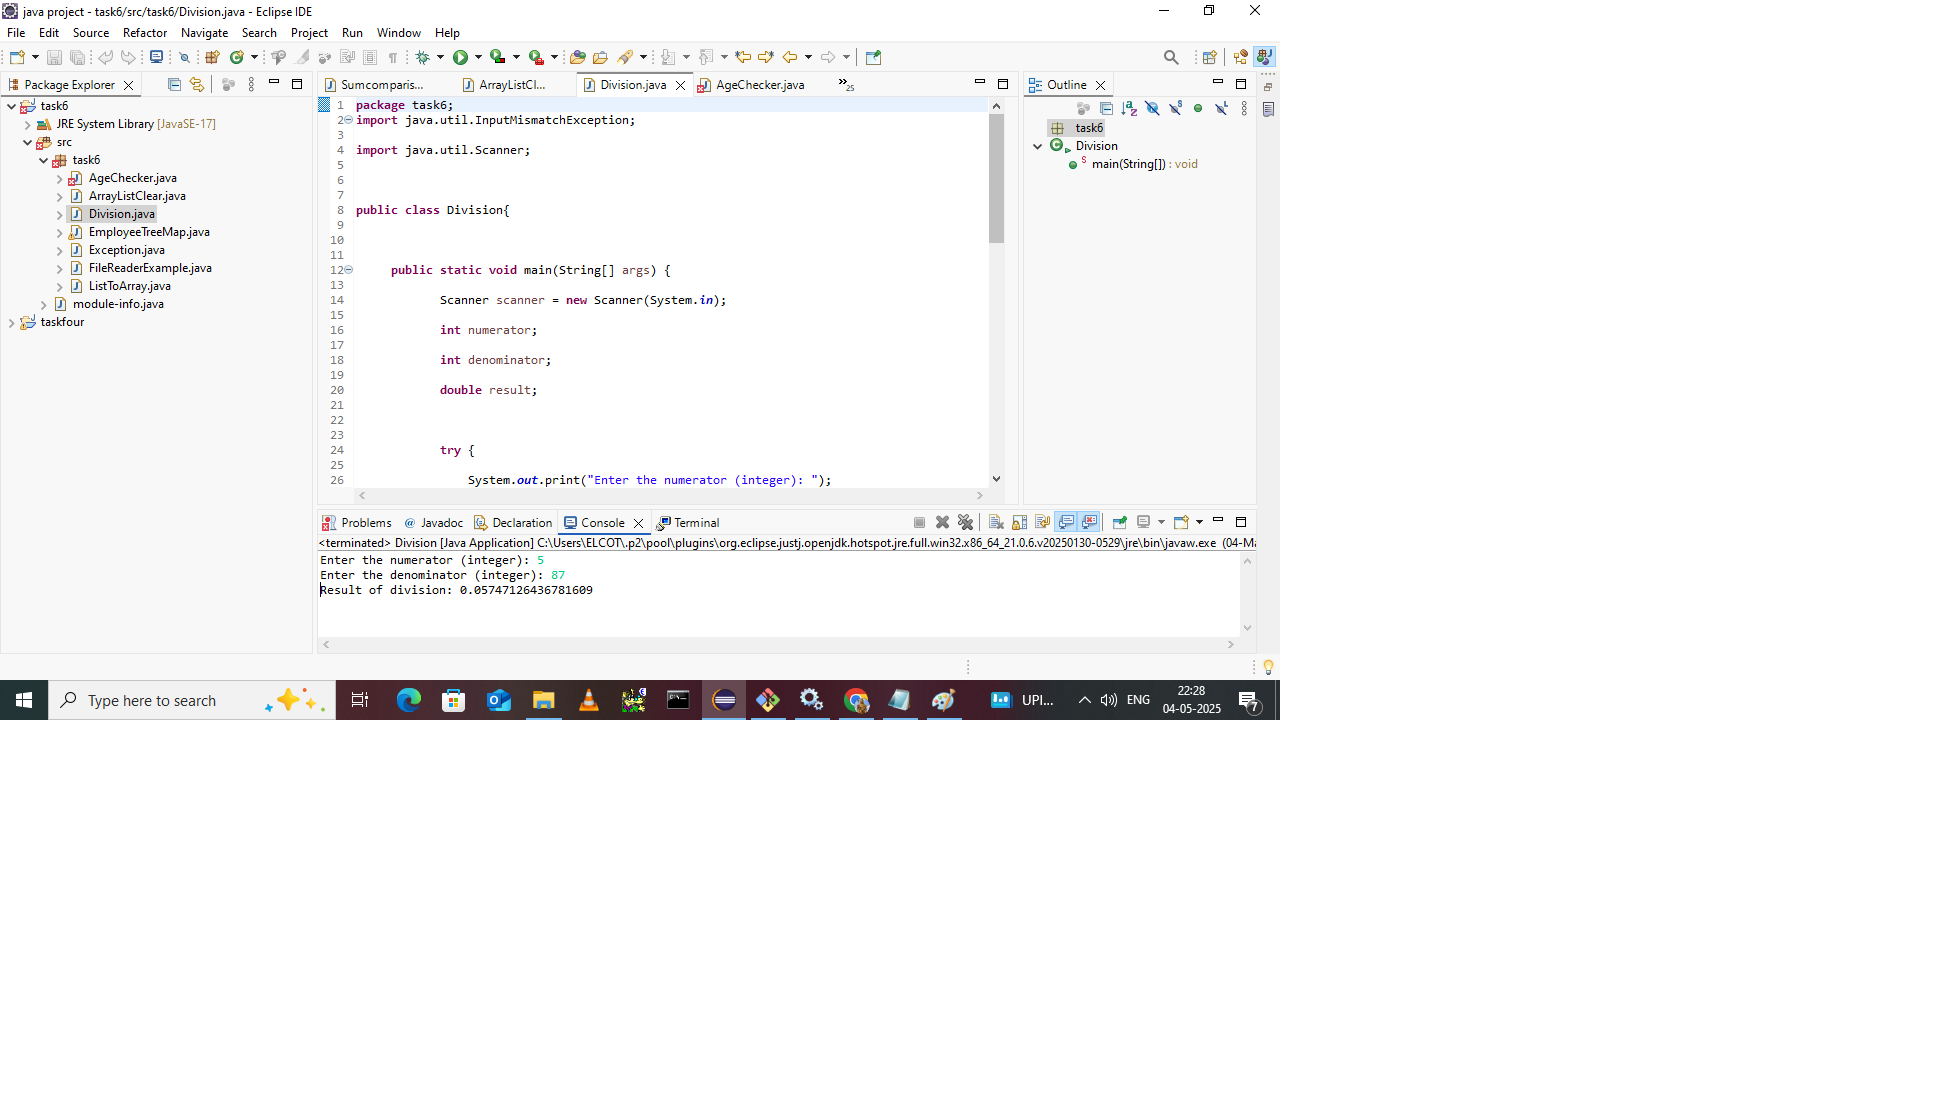 java project - task6/src/task6/Division.java - Eclipse IDE
File Edit Source Refactor Navigate Search Project Run Window Help
Package Explorer
task6
JRE System Library [JavaSE-17]
src
task6
AgeChecker.java
ArrayListClear.java
Division.java
EmployeeTreeMap.java
Exception.java
FileReaderExample.java
ListToArray.java
module-info.java
taskfour
Sumcomparis... ArrayListCl... Division.java AgeChecker.java »25
1 package task6;
2 import java.util.InputMismatchException;
3
4 import java.util.Scanner;
5
6
7
8 public class Division{
9
10
11
12 public static void main(String[] args) {
13
14 Scanner scanner = new Scanner(System.in);
15
16 int numerator;
17
18 int denominator;
19
20 double result;
21
22
23
24 try {
25
26 System.out.print("Enter the numerator (integer): ");
Outline
task6
Division
main(String[]) : void
Problems @ Javadoc Declaration Console Terminal
<terminated> Division [Java Application] C:\Users\ELCOT\.p2\pool\plugins\org.eclipse.justj.openjdk.hotspot.jre.full.win32.x86_64_21.0.6.v20250130-0529\jre\bin\javaw.exe (04-Ma
Enter the numerator (integer): 5
Enter the denominator (integer): 87
Result of division: 0.05747126436781609
Type here to search
UPI...
ENG
22:28
04-05-2025
7